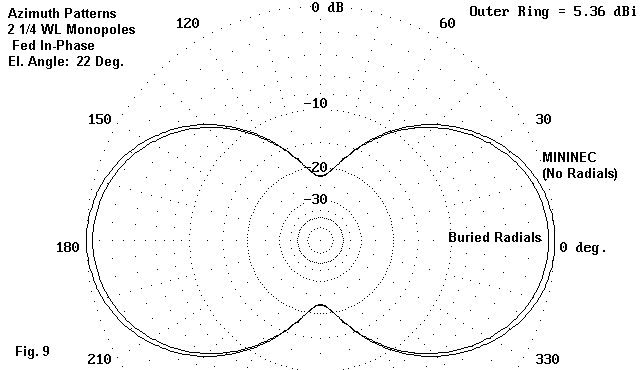 Azimuth Patterns
2 1/4 WL Monopoles
Fed In-Phase
El. Angle: 22 Deg.
0 dB
Outer Ring = 5.36 dBi
120
60
-10
150
30
MININEC
(No Radials)
-20
-30
Buried Radials
180
0 deg.
Fig. 9
210
330